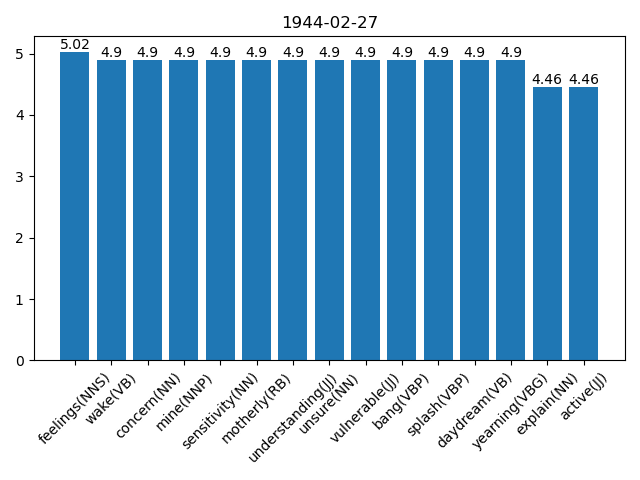 1944-02-27
5.02 4.9 4.9 4.9 4.9 4.9 4.9 4.9 4.9 4.9 4.9 4.9 4.9 4.46 4.46
5
4
3
2
1
0
feelings(NNS)
wake(VB)
concern(NN)
mine(NNP)
sensitivity(NN)
motherly(RB)
understanding(JJ)
unsure(NN)
vulnerable(JJ)
bang(VBP)
splash(VBP)
daydream(VB)
yearning(VBG)
explain(NN)
active(JJ)